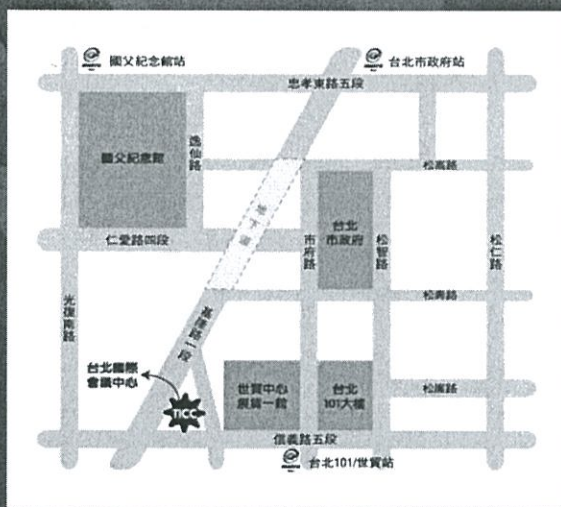 國父紀念館站
台北市政府站
忠孝東路五段
國父紀念館
逸仙路
松高路
地下道
仁愛路四段
市府路
台北
市政府
松智路
松仁路
光復南路
基隆路一段
松壽路
台北國際
會議中心
TICC
世貿中心
展覽一館
台北
101大樓
松廉路
信義路五段
台北101/世貿站